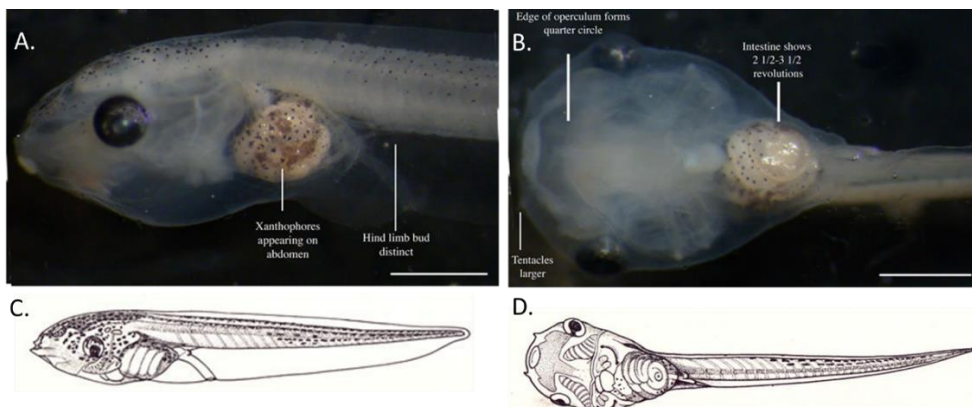 A.
Xanthophores
appearing on
abdomen
Hind limb bud
distinct
B.
Edge of operculum forms
quarter circle
Intestine shows
2 1/2-3 1/2
revolutions
Tentacles
larger
C.
D.